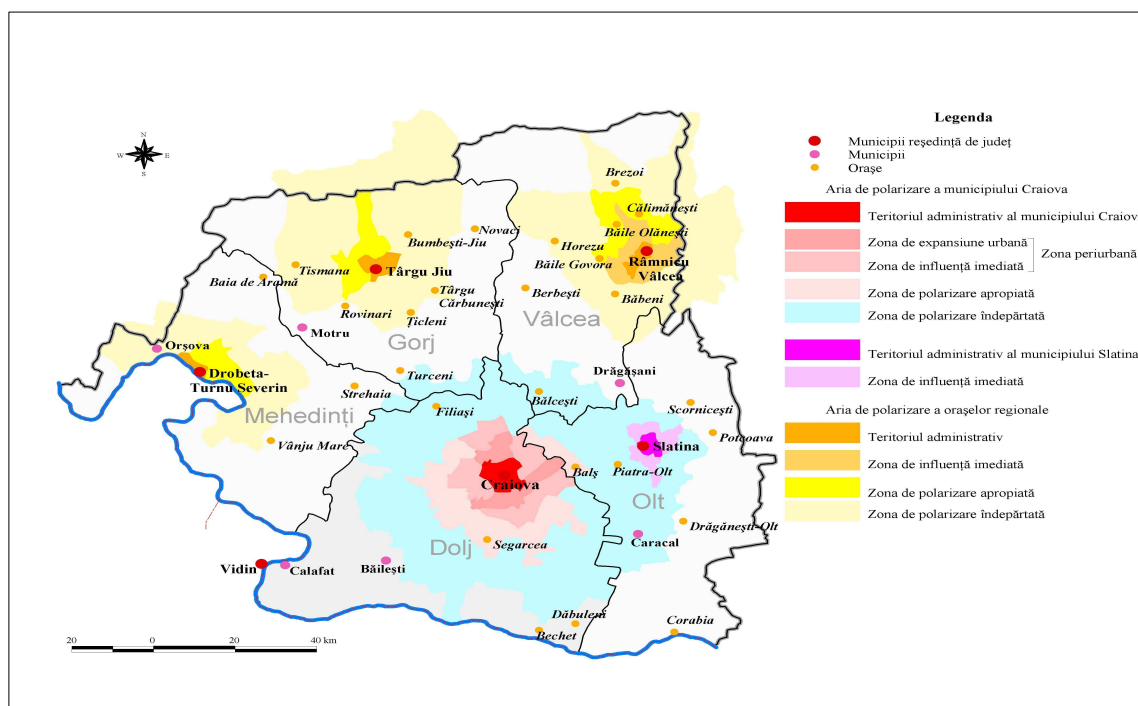 N
W E
S
Legenda
Municipii reşedinţă de judeţ
Municipii
Oraşe
Aria de polarizare a municipiului Craiova
Teritoriul administrativ al municipiului Craiov
Zona de expansiune urbană
Zona periurbană
Zona de influenţă imediată
Zona de polarizare apropiată
Zona de polarizare îndepărtată
Teritoriul administrativ al municipiului Slatina
Zona de influenţă imediată
Aria de polarizare a oraşelor regionale
Teritoriul administrativ
Zona de influenţă imediată
Zona de polarizare apropiată
Zona de polarizare îndepărtată
Brezoi
Călimăneşti
Băile Olăneşti
Novaci
Bumbeşti-Jiu
Horezu
Băile Govora
Râmnicu
Vâlcea
Tismana
Târgu Jiu
Baia de Aramă
Târgu
Cărbuneşti
Berbeşti
Băbeni
Rovinari
Ţicleni
Vâlcea
Motru
Gorj
Orşova
Drobeta-
Turnu Severin
Drăgăşani
Turceni
Strehaia
Bălceşti
Filiaşi
Scorniceşti
Mehedinţi
Potcoava
Vânju Mare
Slatina
Balş
Piatra-Olt
Craiova
Olt
Drăgăneşti-Olt
Caracal
Segarcea
Dolj
Vidin
Calafat
Băileşti
Dăbuleni
Bechet
Corabia
20 0 20 40 km